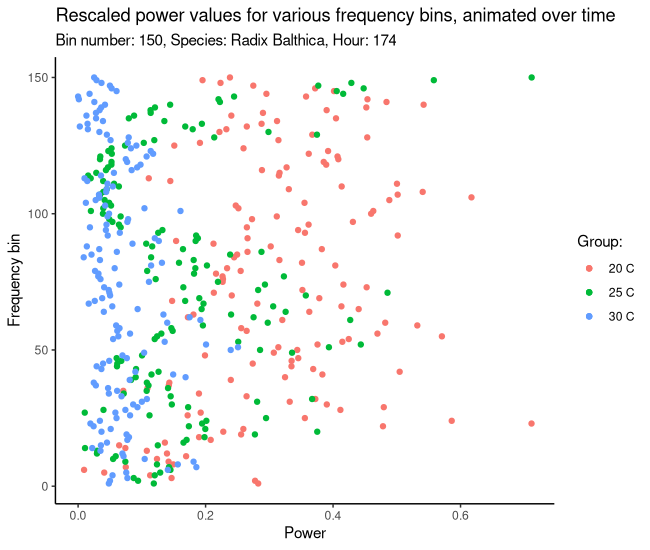 Rescaled power values for various frequency bins, animated over time
Bin number: 150, Species: Radix Balthica, Hour: 174
150
100
50
0
Frequency bin
0.0 0.2 0.4 0.6
Power
Group:
20 C
25 C
30 C